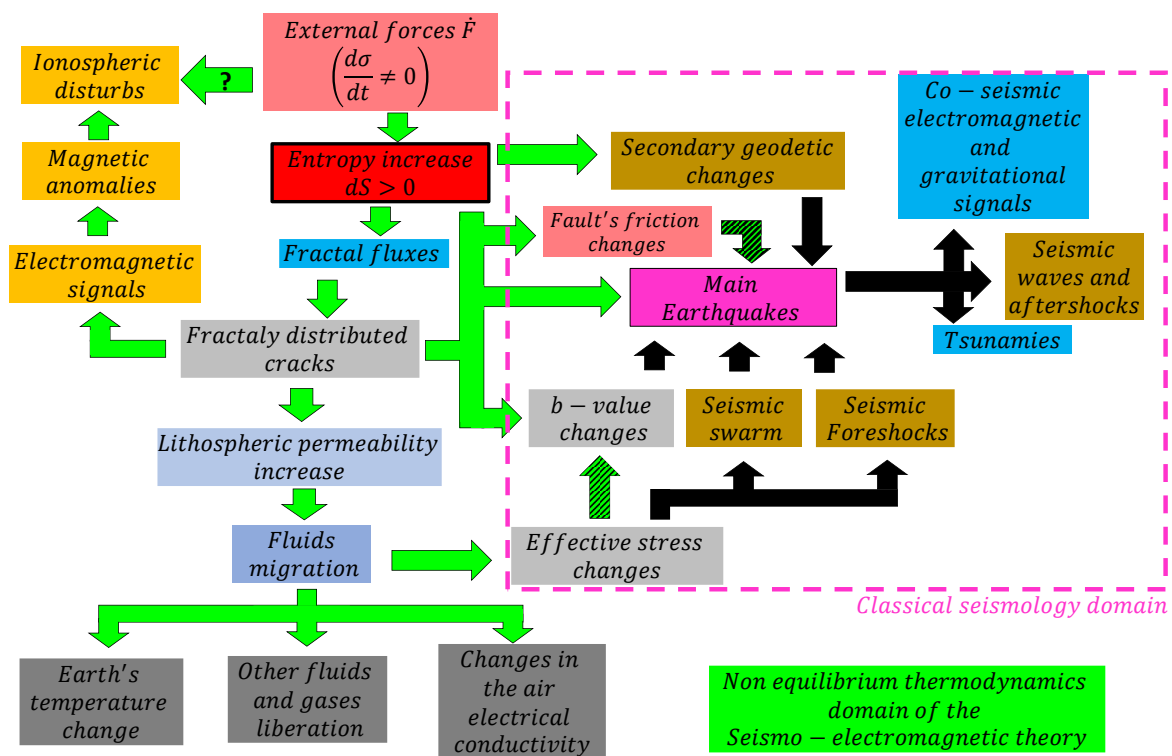 External forces Ḟ
(dσ/dt ≠ 0)
Ionospheric
disturbs
?
Co − seismic
electromagnetic
and
gravitational
signals
Magnetic
anomalies
Entropy increase
dS > 0
Secondary geodetic
changes
Fault's friction
changes
Electromagnetic
signals
Fractal fluxes
Main
Earthquakes
Seismic
waves and
aftershocks
Tsunamies
Fractaly distributed
cracks
b − value
changes
Seismic
swarm
Seismic
Foreshocks
Lithospheric permeability
increase
Fluids
migration
Effective stress
changes
Classical seismology domain
Earth's
temperature
change
Other fluids
and gases
liberation
Changes in
the air
electrical
conductivity
Non equilibrium thermodynamics
domain of the
Seismo − electromagnetic theory